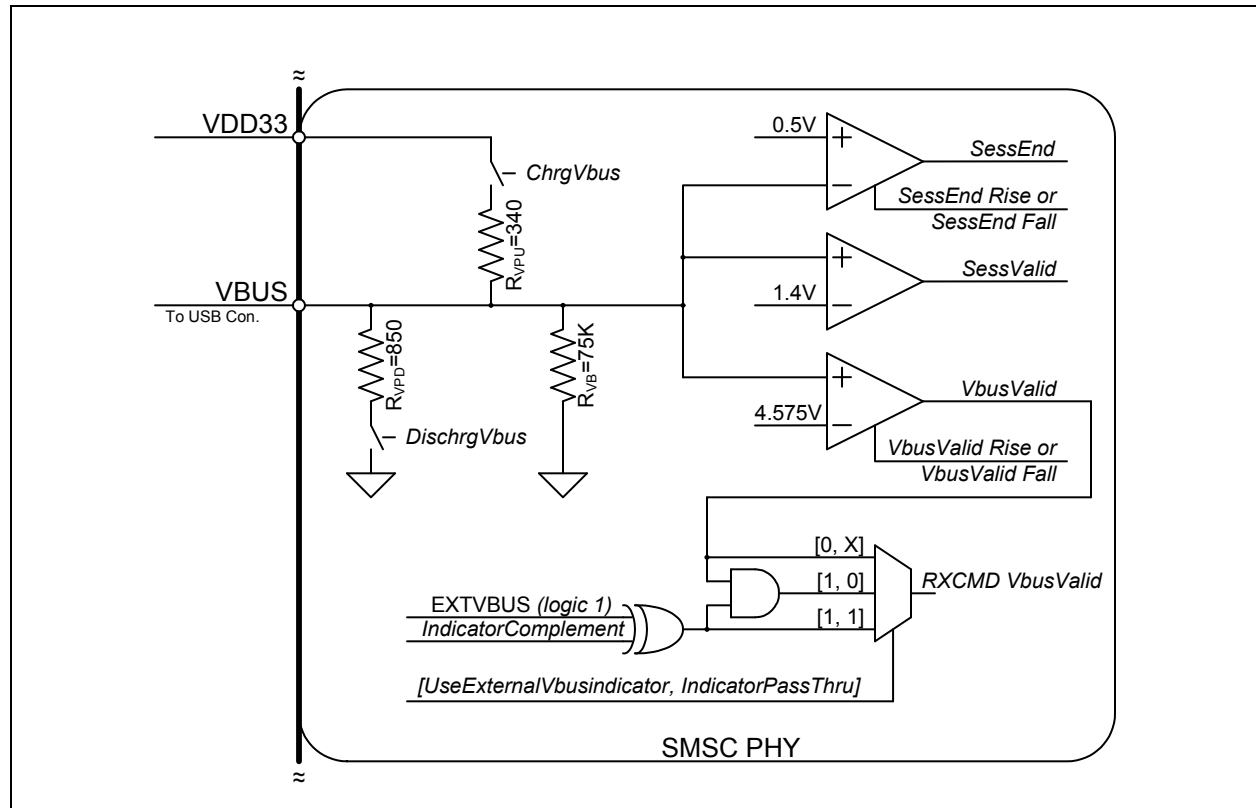 ≈
VDD33
ChrgVbus
RVPU=340
VBUS
To USB Con.
RVPD=850
DischrgVbus
RVB=75K
0.5V
+
−
SessEnd
SessEnd Rise or
SessEnd Fall
+
1.4V
−
SessValid
+
4.575V
−
VbusValid
VbusValid Rise or
VbusValid Fall
[0, X]
[1, 0]
[1, 1]
RXCMD VbusValid
EXTVBUS (logic 1)
IndicatorComplement
[UseExternalVbusindicator, IndicatorPassThru]
SMSC PHY
≈